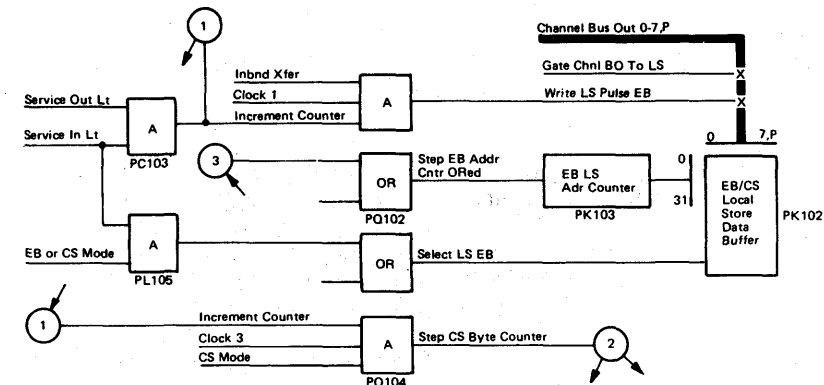 1
Channel Bus Out 0-7,P
Inbnd Xfer
Gate Chnl BO To LS
X
Service Out Lt
Clock 1
A
Write LS Pulse EB
X
A
Increment Counter
Service In Lt
0
7,P
PC103
3
Step EB Addr
Cntr ORed
OR
EB LS
Adr Counter
0
31
EB/CS
Local
Store
Data
Buffer
PK102
PQ102
PK103
A
EB or CS Mode
OR
Select LS EB
PL105
1
Increment Counter
Clock 3
A
Step CS Byte Counter
2
CS Mode
PQ104